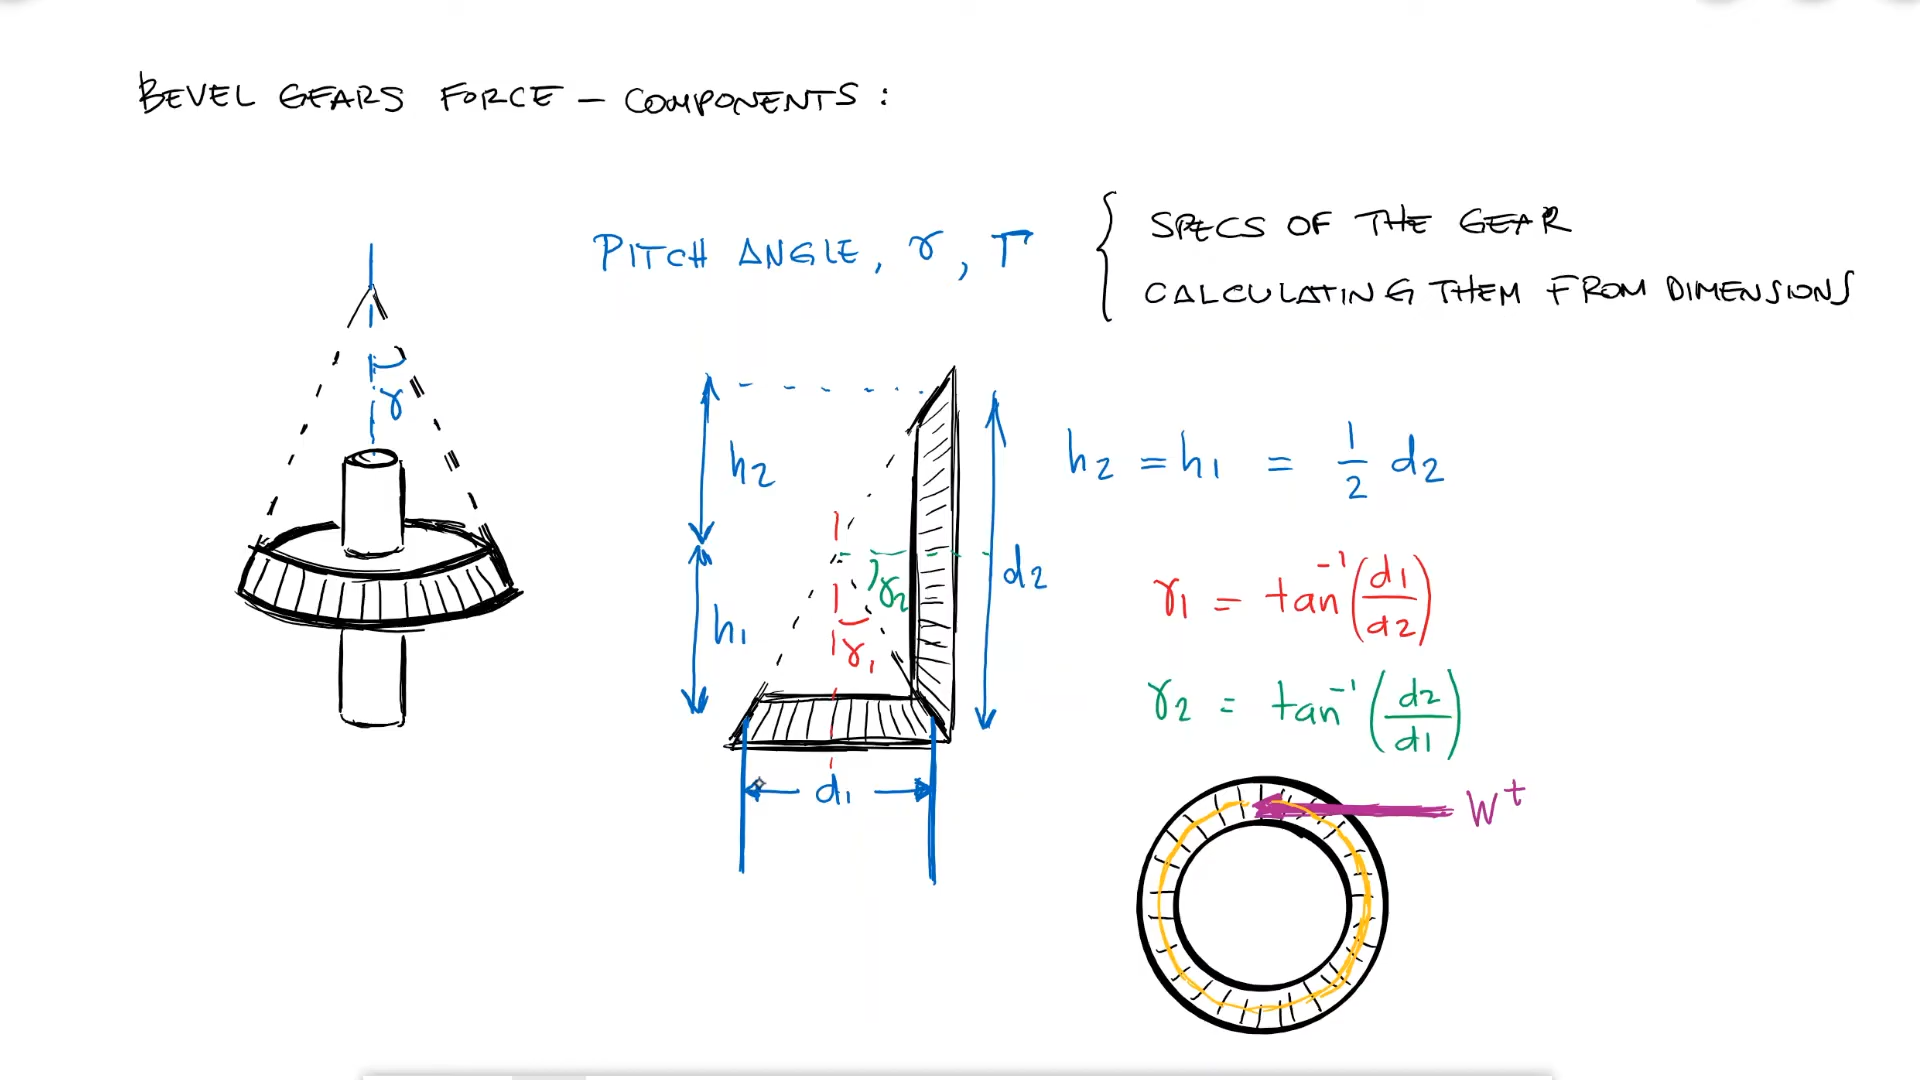 BEVEL GEARS FORCE – COMPONENTS :
PITCH ANGLE, γ, Γ
SPECS OF THE GEAR
CALCULATING THEM FROM DIMENSIONS
γ
h2
h1
γ2
γ1
d2
d1
h2 = h1 = 1/2 d2
γ1 = tan⁻¹(d1/d2)
γ2 = tan⁻¹(d2/d1)
Wᵗ